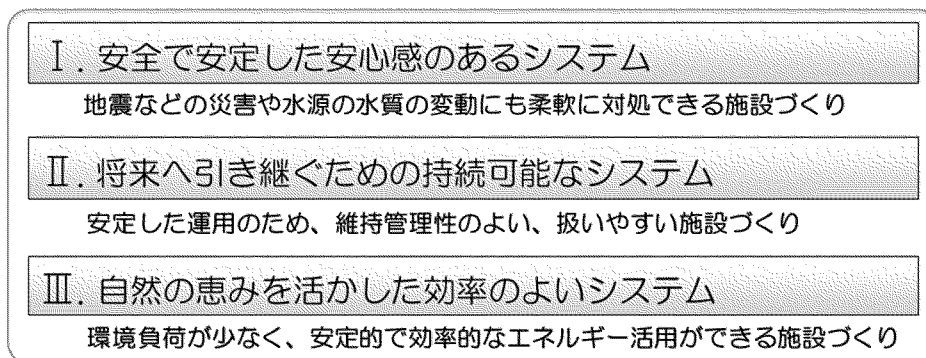 Ⅰ. 安全で安定した安心感のあるシステム
地震などの災害や水源の水質の変動にも柔軟に対処できる施設づくり
Ⅱ. 将来へ引き継ぐための持続可能なシステム
安定した運用のため、維持管理性のよい、扱いやすい施設づくり
Ⅲ. 自然の恵みを活かした効率のよいシステム
環境負荷が少なく、安定的で効率的なエネルギー活用ができる施設づくり